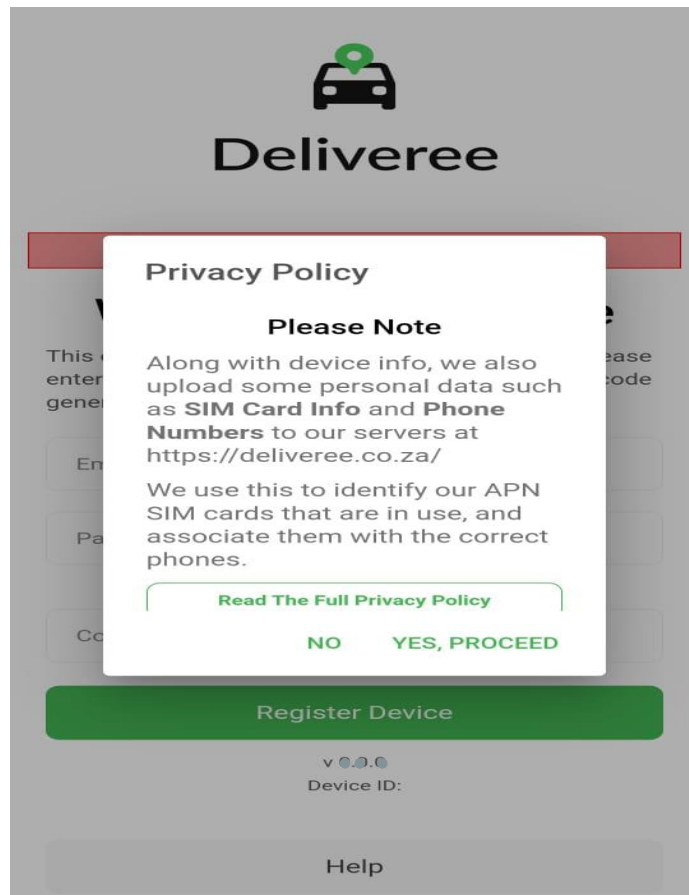 Deliveree
Privacy Policy
Please Note
Along with device info, we also
upload some personal data such
as SIM Card Info and Phone
Numbers to our servers at
https://deliveree.co.za/
We use this to identify our APN
SIM cards that are in use, and
associate them with the correct
phones.
Read The Full Privacy Policy
NO YES, PROCEED
This
enter
code
Register Device
Device ID:
Help